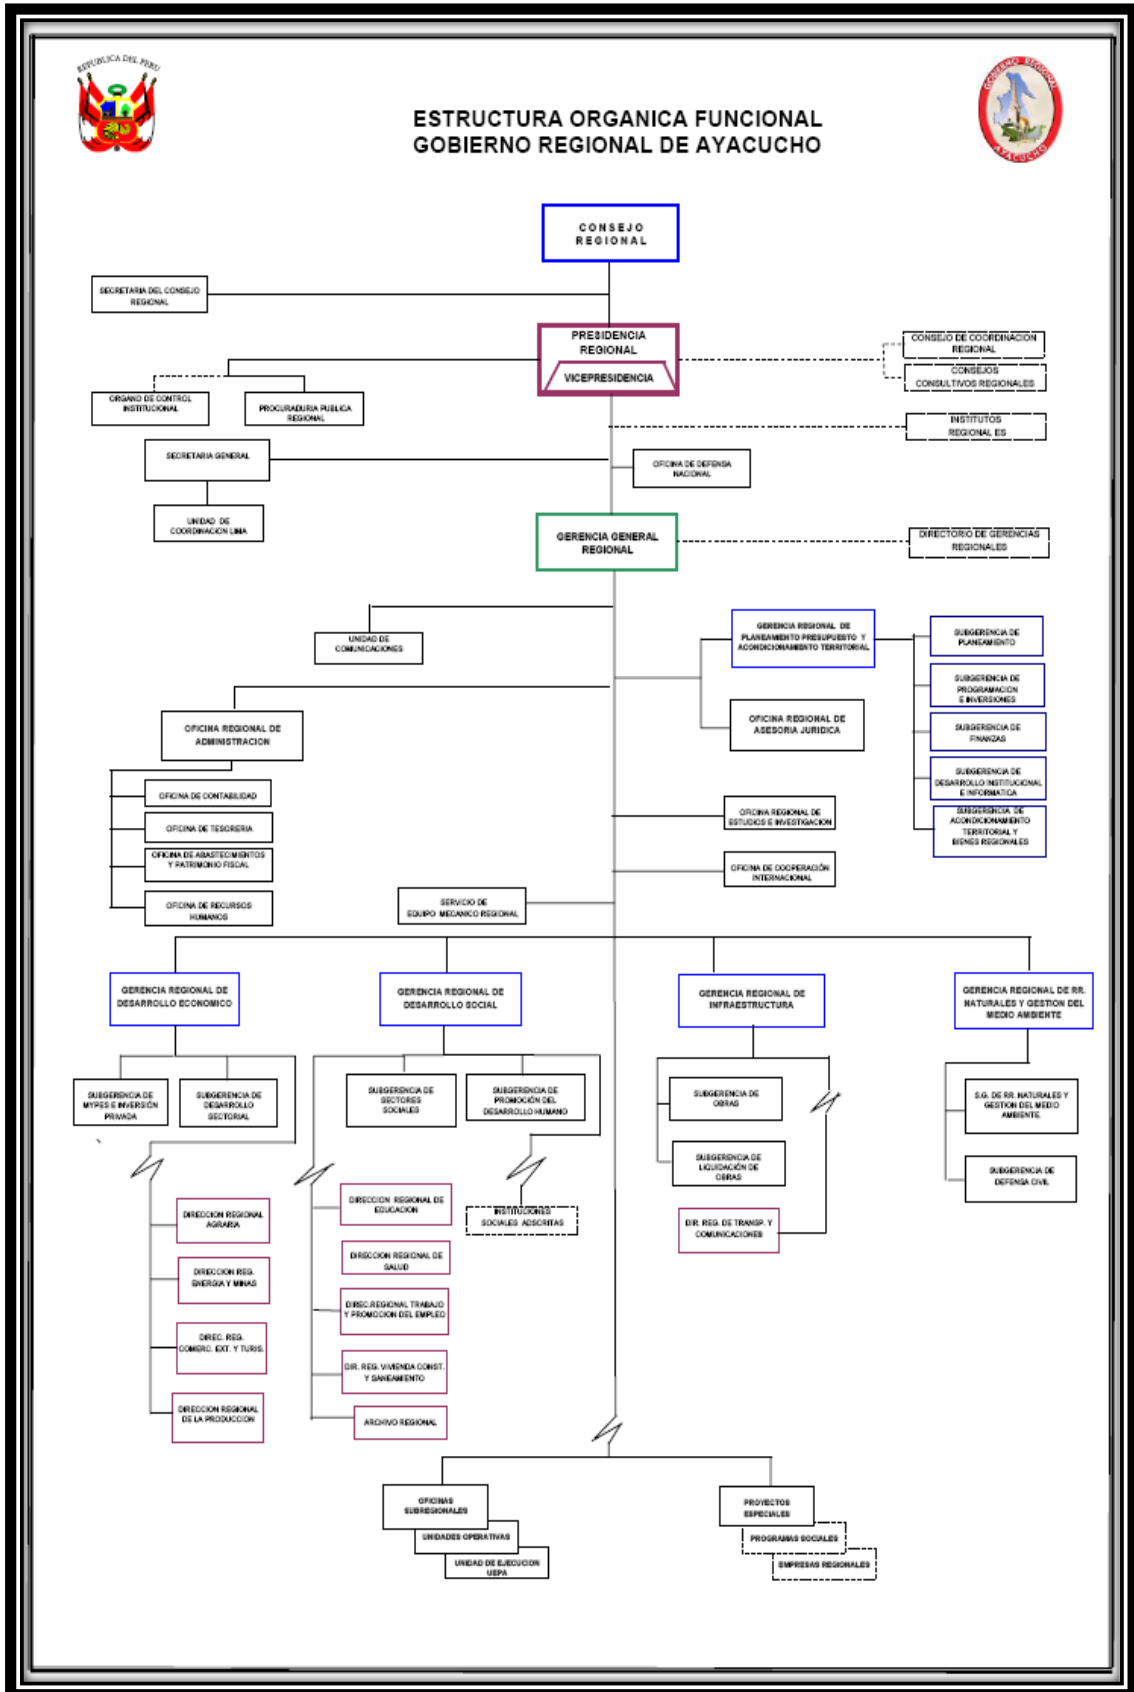 REPUBLICA DEL PERU
GOBIERNO REGIONAL
AYACUCHO
ESTRUCTURA ORGANICA FUNCIONAL
GOBIERNO REGIONAL DE AYACUCHO
CONSEJO
REGIONAL
SECRETARIA DEL CONSEJO
REGIONAL
PRESIDENCIA
REGIONAL
VICEPRESIDENCIA
CONSEJO DE COORDINACION
REGIONAL
CONSEJOS
CONSULTIVOS REGIONALES
ORGANO DE CONTROL
INSTITUCIONAL
PROCURADURIA PUBLICA
REGIONAL
INSTITUTOS
REGIONAL ES
SECRETARIA GENERAL
OFICINA DE DEFENSA
NACIONAL
UNIDAD DE
COORDINACION LIMA
GERENCIA GENERAL
REGIONAL
DIRECTORIO DE GERENCIAS
REGIONALES
UNIDAD DE
COMUNICACIONES
GERENCIA REGIONAL DE
PLANEAMIENTO PRESUPUESTO Y
ACONDICIONAMIENTO TERRITORIAL
SUBGERENCIA DE
PLANEAMIENTO
SUBGERENCIA DE
PROGRAMACION
E INVERSIONES
OFICINA REGIONAL DE
ADMINISTRACION
OFICINA REGIONAL DE
ASESORIA JURIDICA
SUBGERENCIA DE
FINANZAS
SUBGERENCIA DE
DESARROLLO INSTITUCIONAL
E INFORMATICA
SUBGERENCIA DE
ACONDICIONAMIENTO
TERRITORIAL Y
BIENES REGIONALES
OFICINA DE CONTABILIDAD
OFICINA DE TESORERIA
OFICINA DE ABASTECIMIENTOS
Y PATRIMONIO FISCAL
OFICINA DE RECURSOS
HUMANOS
OFICINA REGIONAL DE
ESTUDIOS E INVESTIGACION
OFICINA DE COOPERACIÓN
INTERNACIONAL
SERVICIO DE
EQUIPO MECANICO REGIONAL
GERENCIA REGIONAL DE
DESARROLLO ECONOMICO
GERENCIA REGIONAL DE
DESARROLLO SOCIAL
GERENCIA REGIONAL DE
INFRAESTRUCTURA
GERENCIA REGIONAL DE RR.
NATURALES Y GESTION DEL
MEDIO AMBIENTE
SUBGERENCIA DE
MYPES E INVERSIÓN
PRIVADA
SUBGERENCIA DE
DESARROLLO
SECTORIAL
SUBGERENCIA DE
SECTORES
SOCIALES
SUBGERENCIA DE
PROMOCIÓN DEL
DESARROLLO HUMANO
SUBGERENCIA DE
OBRAS
S.G. DE RR. NATURALES Y
GESTION DEL MEDIO
AMBIENTE.
SUBGERENCIA DE
LIQUIDACIÓN DE
OBRAS
SUBGERENCIA DE
DEFENSA CIVIL
DIRECCION REGIONAL
AGRARIA
DIRECCION REGIONAL DE
EDUCACION
INSTITUCIONES
SOCIALES ADSCRITAS
DIR. REG. DE TRANSP. Y
COMUNICACIONES
DIRECCION REG.
ENERGIA Y MINAS
DIRECCION REGIONAL DE
SALUD
DIREC. REG.
COMERC. EXT. Y TURIS.
DIREC.REGIONAL TRABAJO
Y PROMOCION DEL EMPLEO
DIR. REG. VIVIENDA CONST.
Y SANEAMIENTO
DIRECCION REGIONAL
DE LA PRODUCCION
ARCHIVO REGIONAL
OFICINAS
SUBREGIONALES
UNIDADES OPERATIVAS
UNIDAD DE EJECUCION
UEPA
PROYECTOS
ESPECIALES
PROGRAMAS SOCIALES
EMPRESAS REGIONALES